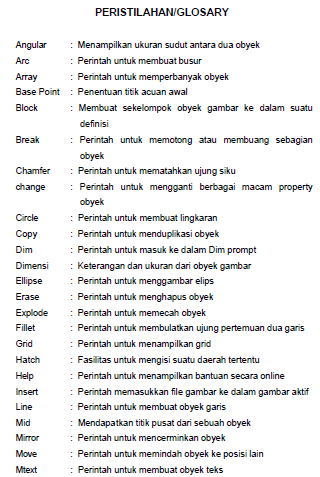 PERISTILAHAN/GLOSARY
Angular : Menampilkan ukuran sudut antara dua obyek
Arc : Perintah untuk membuat busur
Array : Perintah untuk memperbanyak obyek
Base Point : Penentuan titik acuan awal
Block : Membuat sekelompok obyek gambar ke dalam suatu
definisi
Break : Perintah untuk memotong atau membuang sebagian
obyek
Chamfer : Perintah untuk mematahkan ujung siku
change : Perintah untuk mengganti berbagai macam property
obyek
Circle : Perintah untuk membuat lingkaran
Copy : Perintah untuk menduplikasi obyek
Dim : Perintah untuk masuk ke dalam Dim prompt
Dimensi : Keterangan dan ukuran dari obyek gambar
Ellipse : Perintah untuk menggambar elips
Erase : Perintah untuk menghapus obyek
Explode : Perintah untuk memecah obyek
Fillet : Perintah untuk membulatkan ujung pertemuan dua garis
Grid : Perintah untuk menampilkan grid
Hatch : Fasilitas untuk mengisi suatu daerah tertentu
Help : Perintah untuk menampilkan bantuan secara online
Insert : Perintah memasukkan file gambar ke dalam gambar aktif
Line : Perintah untuk membuat obyek garis
Mid : Mendapatkan titik pusat dari sebuah obyek
Mirror : Perintah untuk mencerminkan obyek
Move : Perintah untuk memindah obyek ke posisi lain
Mtext : Perintah untuk membuat obyek teks